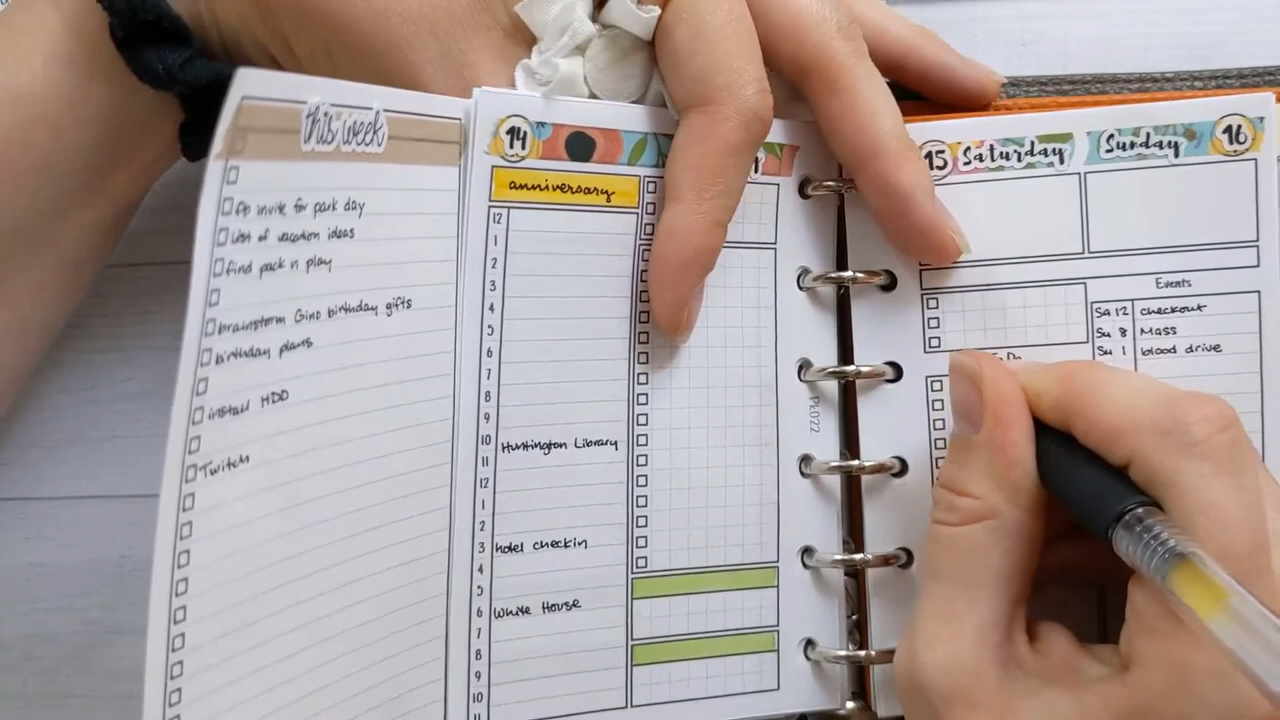 this week
fb invite for park day
list of vacation ideas
find pack n play
brainstorm Gino birthday gifts
birthday plans
install HDD
Twitch
14
anniversary
12
1
2
3
4
5
6
7
8
9
10 Huntington Library
11
12
1
2
3 hotel checkin
4
5
6 White House
7
8
9
10
11
PK022
15 Saturday
Sunday 16
Events
Sa 12 checkout
Su 8 Mass
Su 1 blood drive
Do